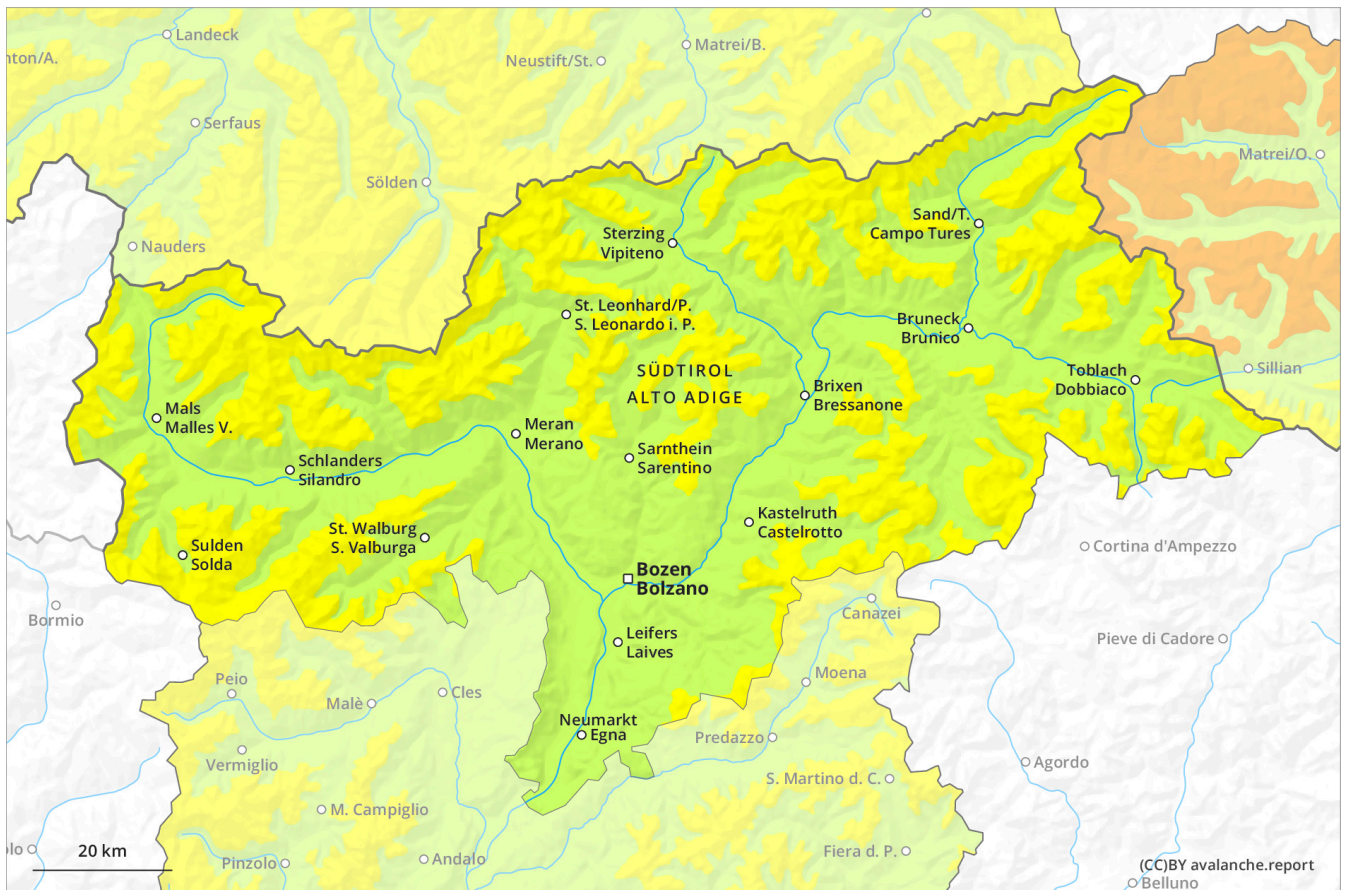 Landeck
nton/A.
Matrei/B.
Neustift/St.
Serfaus
Matrei/O.
Sölden
Sand/T.
Campo Tures
Sterzing
Vipiteno
Nauders
St. Leonhard/P.
S. Leonardo i. P.
Bruneck
Brunico
SÜDTIROL
ALTO ADIGE
Toblach
Dobbiaco
Sillian
Brixen
Bressanone
Mals
Malles V.
Meran
Merano
Sarnthein
Sarentino
Schlanders
Silandro
Kastelruth
Castelrotto
St. Walburg
S. Valburga
Sulden
Solda
Cortina d'Ampezzo
Bozen
Bolzano
Bormio
Canazei
Leifers
Laives
Pieve di Cadore
Peio
Moena
Malè
Cles
Neumarkt
Egna
Predazzo
Vermiglio
Agordo
S. Martino d. C.
M. Campiglio
20 km
lo
Pinzolo
Andalo
Fiera d. P.
(CC)BY avalanche.report
Belluno